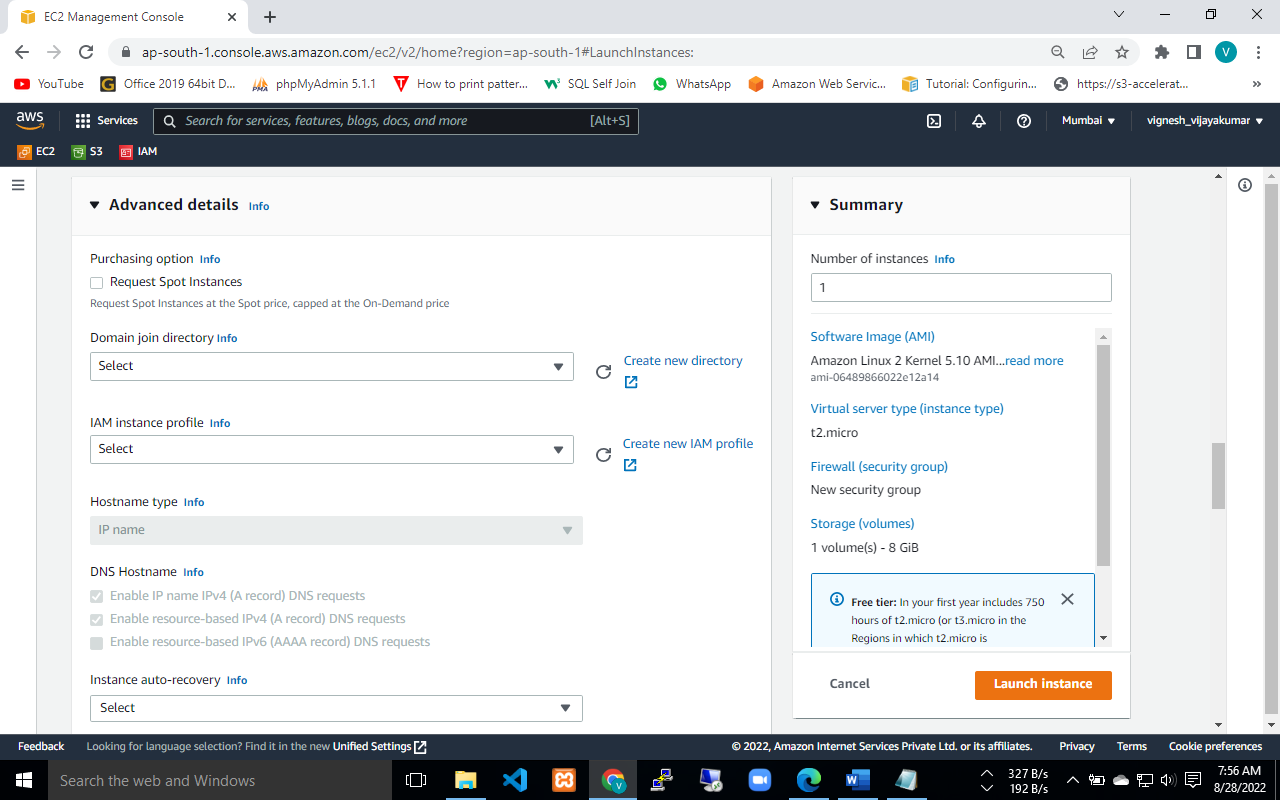 EC2 Management Console
ap-south-1.console.aws.amazon.com/ec2/v2/home?region=ap-south-1#LaunchInstances:
V
YouTube
Office 2019 64bit D...
phpMyAdmin 5.1.1
How to print patter...
SQL Self Join
WhatsApp
Amazon Web Servic...
Tutorial: Configurin...
https://s3-accelerat...
»
aws
Services
Search for services, features, blogs, docs, and more
[Alt+S]
Mumbai
vignesh_vijayakumar
EC2
S3
IAM
Advanced details Info
Purchasing option Info
Request Spot Instances
Request Spot Instances at the Spot price, capped at the On-Demand price
Domain join directory Info
Select
Create new directory
IAM instance profile Info
Select
Create new IAM profile
Hostname type Info
IP name
DNS Hostname Info
Enable IP name IPv4 (A record) DNS requests
Enable resource-based IPv4 (A record) DNS requests
Enable resource-based IPv6 (AAAA record) DNS requests
Instance auto-recovery Info
Select
Summary
Number of instances Info
1
Software Image (AMI)
Amazon Linux 2 Kernel 5.10 AMI...read more
ami-06489866022e12a14
Virtual server type (instance type)
t2.micro
Firewall (security group)
New security group
Storage (volumes)
1 volume(s) - 8 GiB
Free tier: In your first year includes 750
hours of t2.micro (or t3.micro in the
Regions in which t2.micro is
Cancel
Launch instance
Feedback
Looking for language selection? Find it in the new Unified Settings
© 2022, Amazon Internet Services Private Ltd. or its affiliates.
Privacy
Terms
Cookie preferences
Search the web and Windows
327 B/s
192 B/s
7:56 AM
8/28/2022